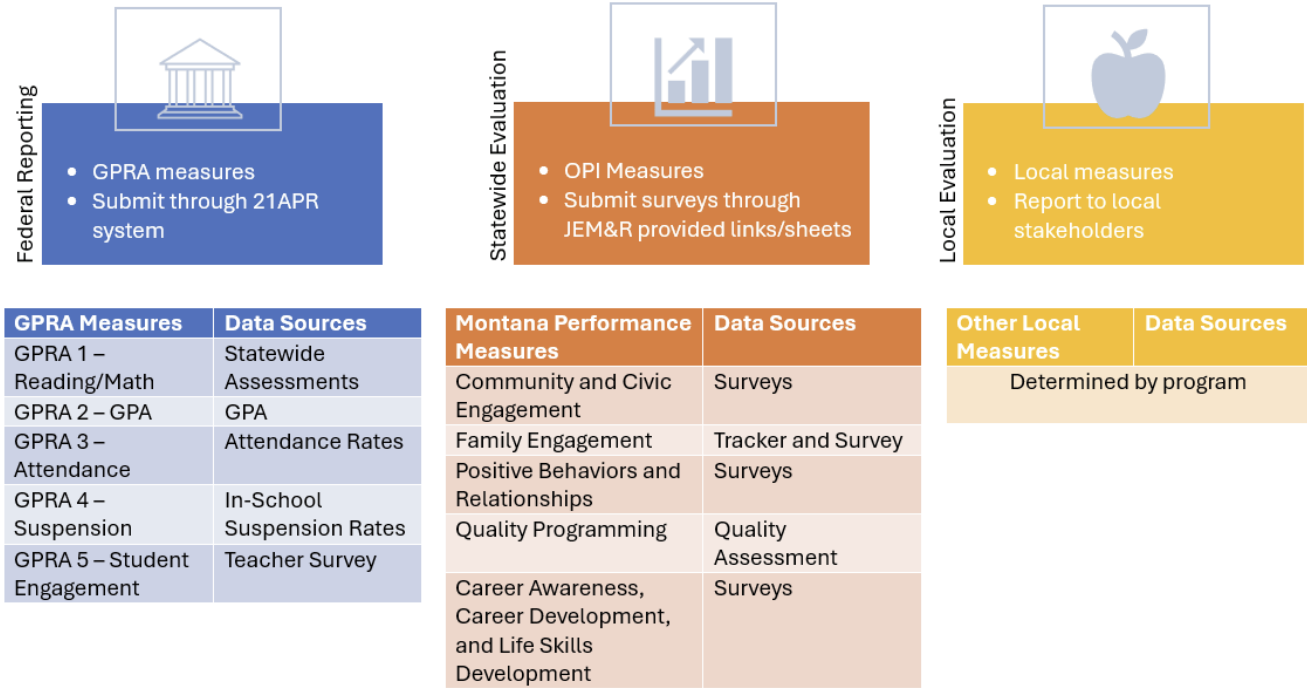 Federal Reporting
• GPRA measures
• Submit through 21APR
system
Statewide Evaluation
• OPI Measures
• Submit surveys through
JEM&R provided links/sheets
Local Evaluation
• Local measures
• Report to local
stakeholders
GPRA Measures Data Sources
GPRA 1 –
Reading/Math
Statewide
Assessments
GPRA 2 – GPA GPA
GPRA 3 –
Attendance
Attendance Rates
GPRA 4 –
Suspension
In-School
Suspension Rates
GPRA 5 – Student
Engagement
Teacher Survey
Montana Performance
Measures
Data Sources
Community and Civic
Engagement
Surveys
Family Engagement Tracker and Survey
Positive Behaviors and
Relationships
Surveys
Quality Programming
Quality
Assessment
Career Awareness,
Career Development,
and Life Skills
Development
Surveys
Other Local
Measures
Data Sources
Determined by program